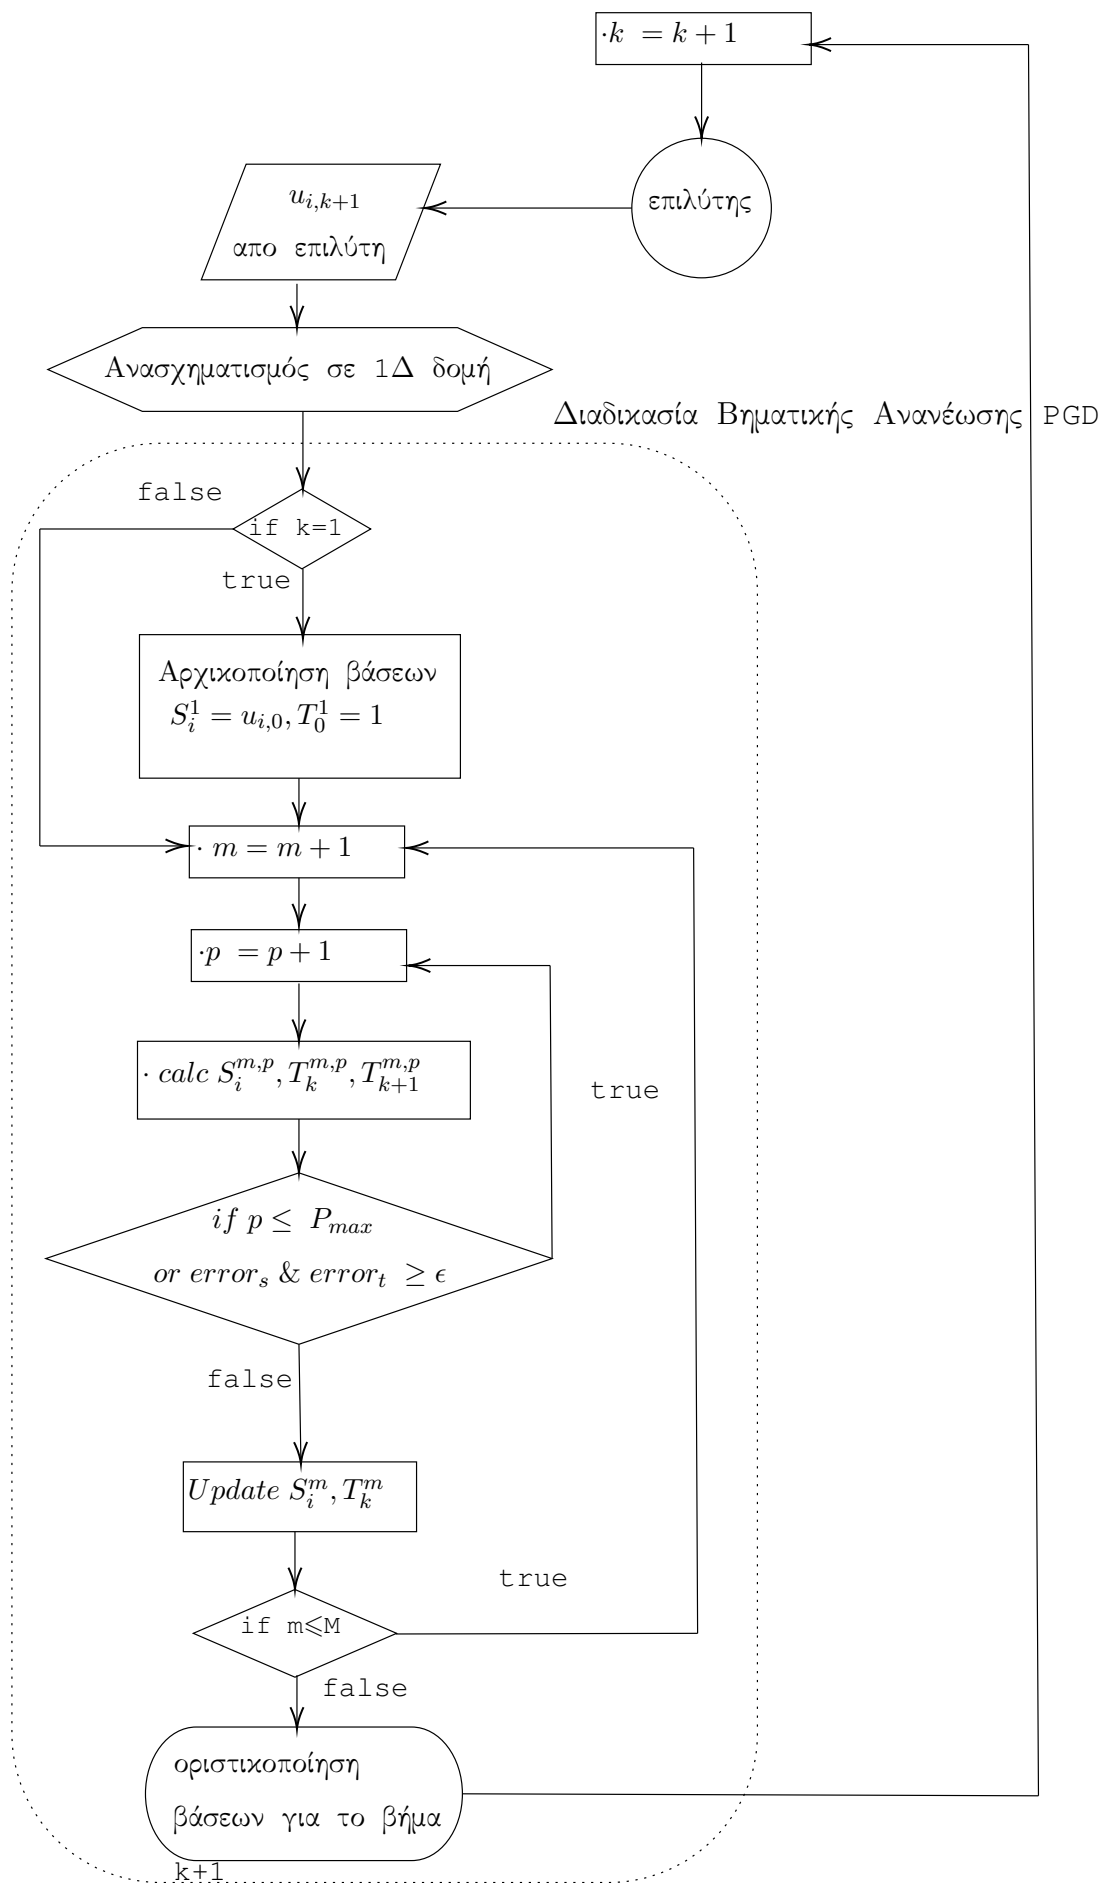 ·k = k + 1
επιλύτης
u_{i,k+1}
απο επιλύτη
Ανασχηματισμός σε 1Δ δομή
Διαδικασία Βηματικής Ανανέωσης PGD
false
if k=1
true
Αρχικοποίηση βάσεων
S_i^1 = u_{i,0}, T_0^1 = 1
· m = m + 1
·p = p + 1
· calc S_i^{m,p}, T_k^{m,p}, T_{k+1}^{m,p}
true
if p ≤ P_{max}
or error_s & error_t ≥ ϵ
false
Update S_i^m, T_k^m
true
if m⩽M
false
οριστικοποίηση
βάσεων για το βήμα
k+1